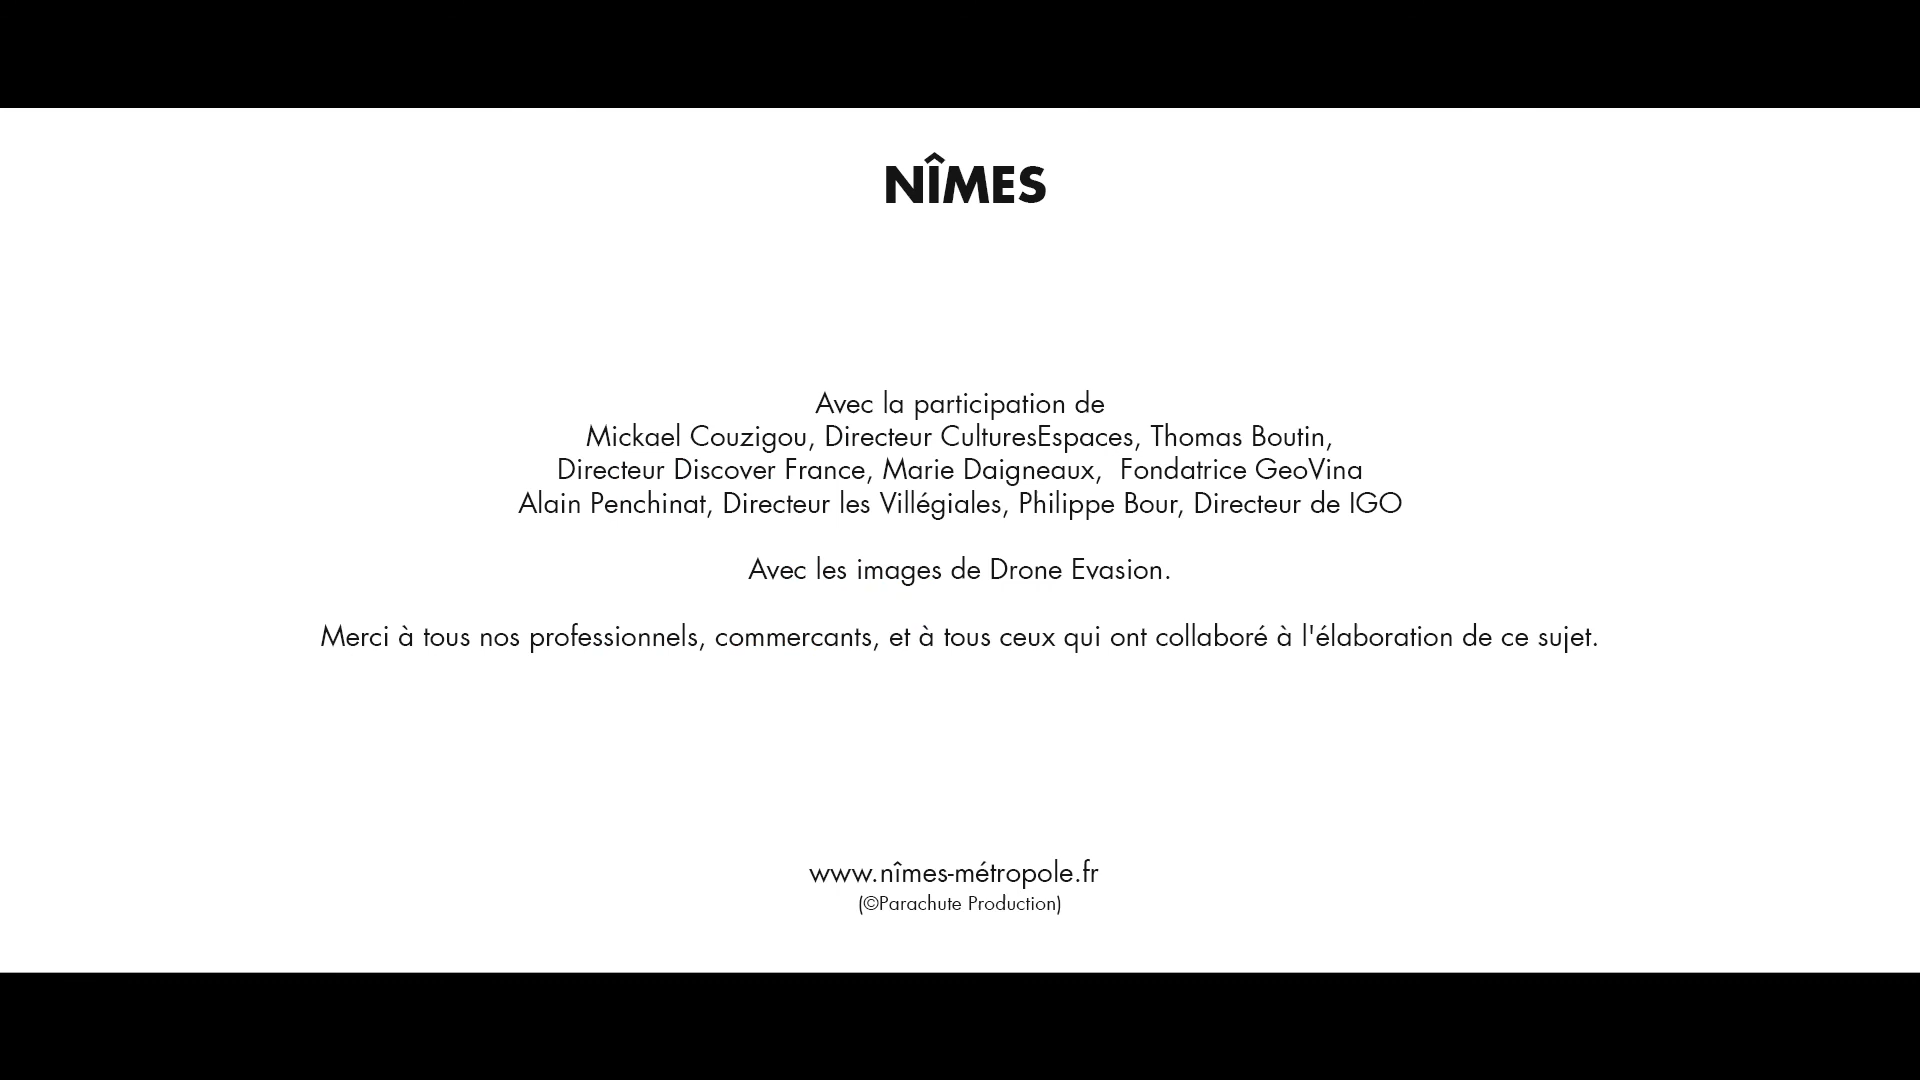 NÎMES
Avec la participation de
Mickael Couzigou, Directeur CulturesEspaces, Thomas Boutin,
Directeur Discover France, Marie Daigneaux,  Fondatrice GeoVina
Alain Penchinat, Directeur les Villégiales, Philippe Bour, Directeur de IGO
Avec les images de Drone Evasion.
Merci à tous nos professionnels, commercants, et à tous ceux qui ont collaboré à l'élaboration de ce sujet.
www.nîmes-métropole.fr
(©Parachute Production)